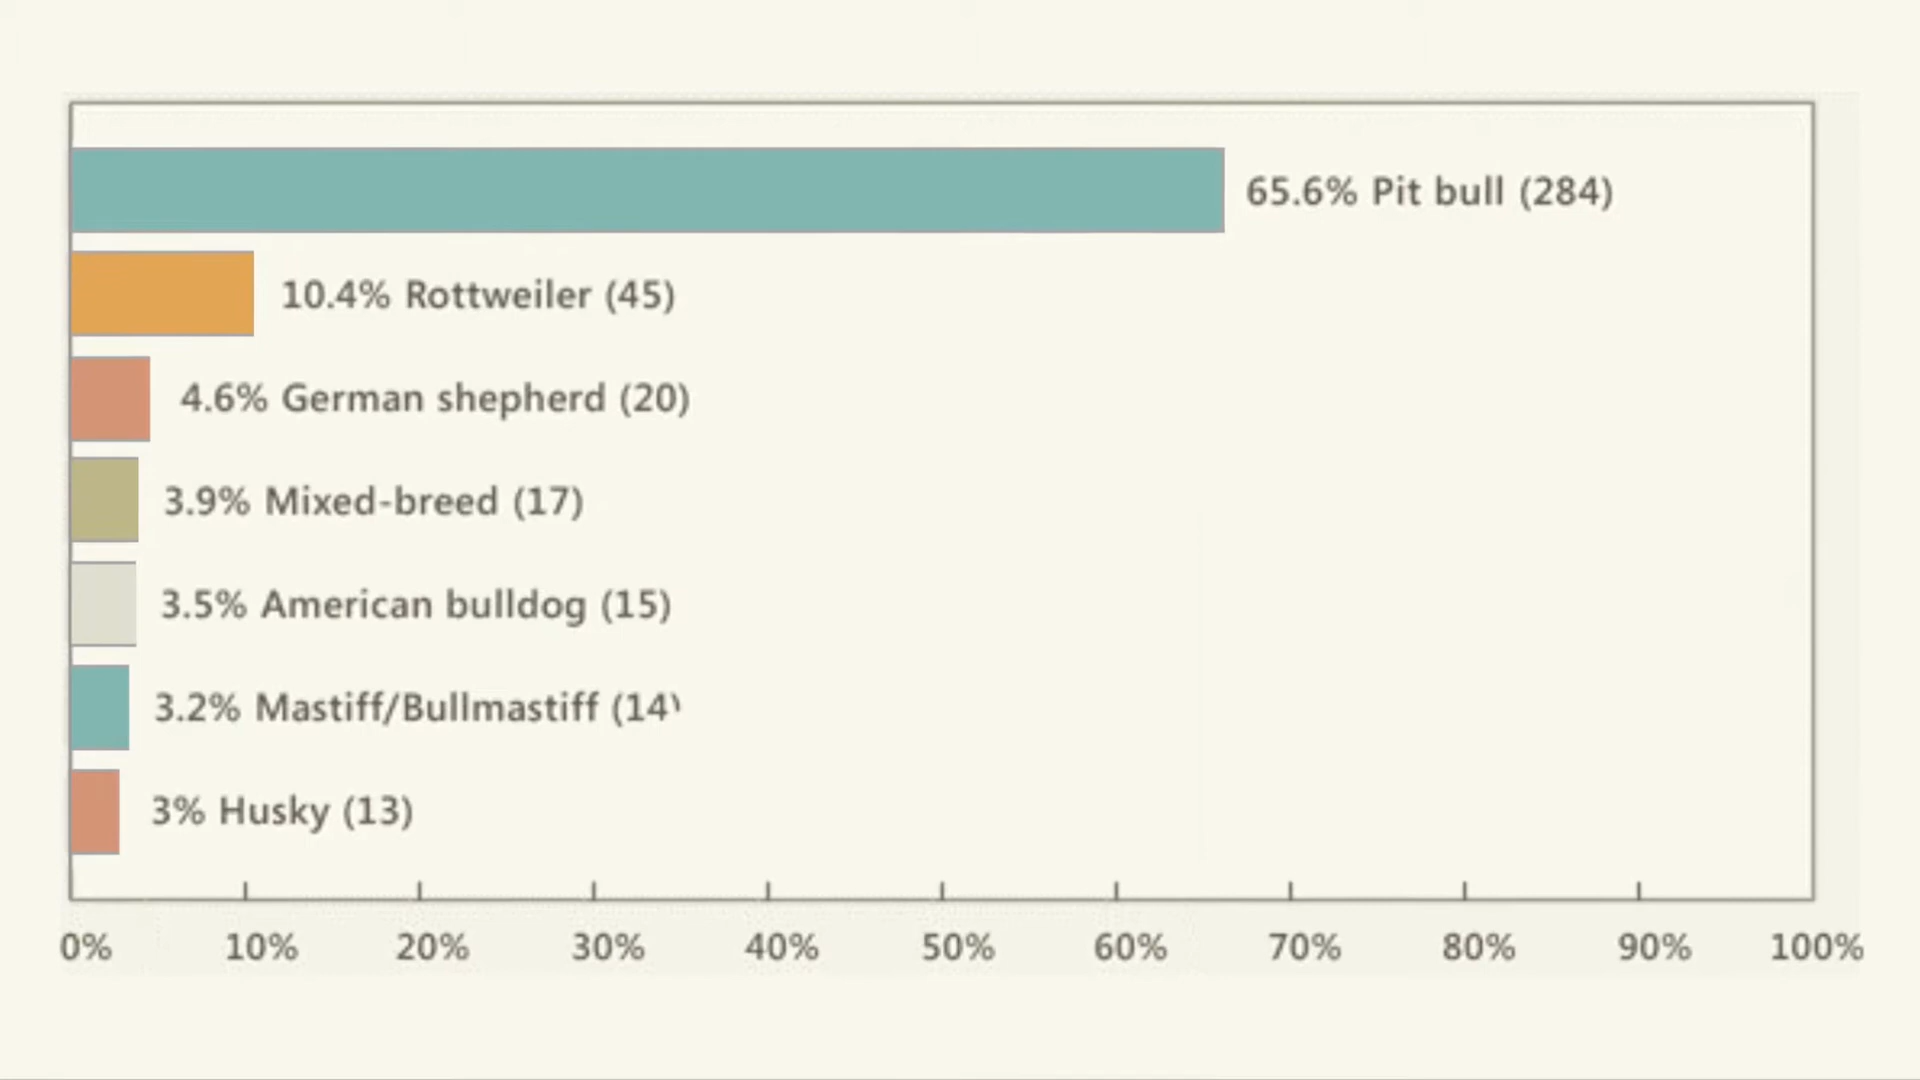 65.6% Pit bull (284)
10.4% Rottweiler (45)
4.6% German shepherd (20)
3.9% Mixed-breed (17)
3.5% American bulldog (15)
3.2% Mastiff/Bullmastiff (14)
3% Husky (13)
0% 10% 20% 30% 40% 50% 60% 70% 80% 90% 100%